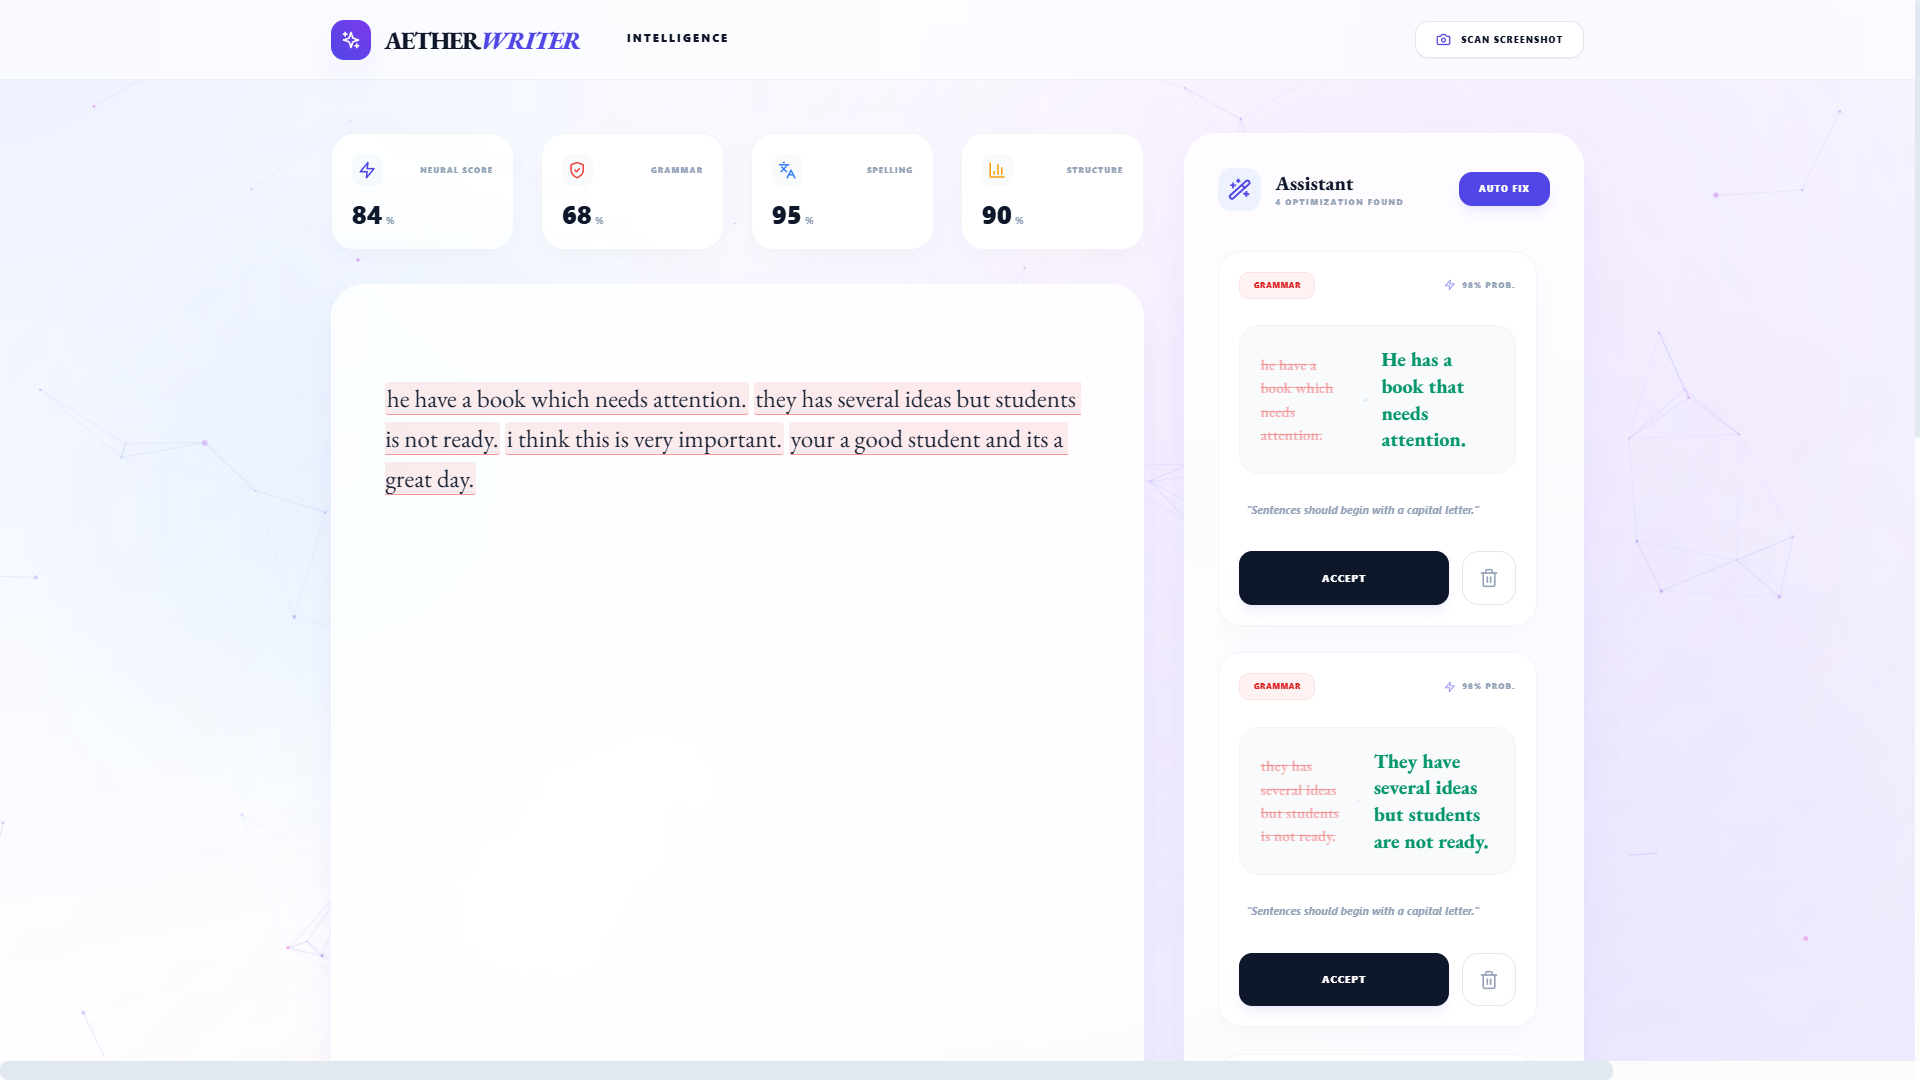 AETHERWRITER
INTELLIGENCE
SCAN SCREENSHOT
NEURAL SCORE
84 %
GRAMMAR
68 %
SPELLING
95 %
STRUCTURE
90 %
he have a book which needs attention. they has several ideas but students
is not ready. i think this is very important. your a good student and its a
great day.
Assistant
4 OPTIMIZATION FOUND
AUTO FIX
GRAMMAR
98% PROB.
he have a
book which
needs
attention.
He has a
book that
needs
attention.
"Sentences should begin with a capital letter."
ACCEPT
GRAMMAR
98% PROB.
they has
several ideas
but students
is not ready.
They have
several ideas
but students
are not ready.
"Sentences should begin with a capital letter."
ACCEPT